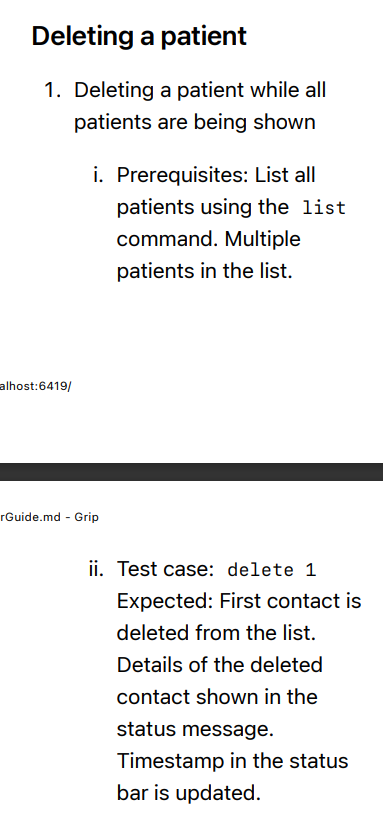 Deleting a patient
1. Deleting a patient while all
patients are being shown
i. Prerequisites: List all
patients using the list
command. Multiple
patients in the list.
alhost:6419/
rGuide.md - Grip
ii. Test case: delete 1
Expected: First contact is
deleted from the list.
Details of the deleted
contact shown in the
status message.
Timestamp in the status
bar is updated.